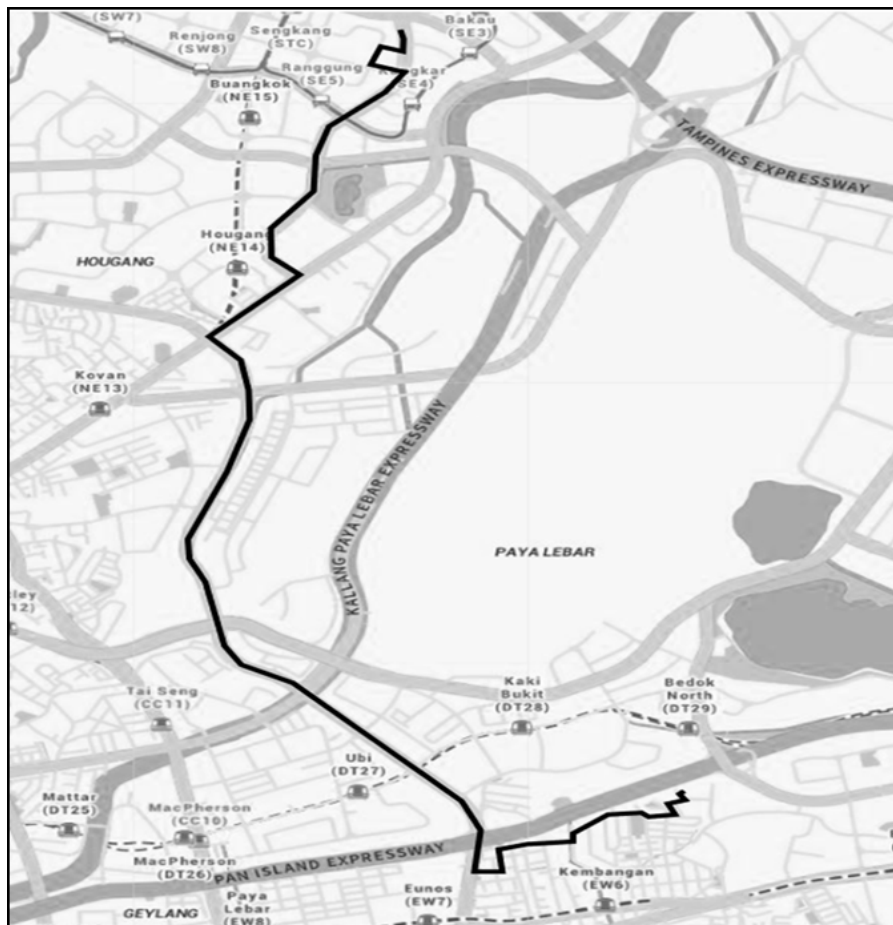 (SW7)
Renjong
(SW8)
Sengkang
(STC)
Bakau
(SE3)
Ranggung
(SE5)
(SE4)
Buangkok
(NE15)
TAMPINES EXPRESSWAY
Hougang
(NE14)
HOUGANG
Kovan
(NE13)
KALLANG PAYA LEBAR EXPRESSWAY
PAYA LEBAR
Tai Seng
(CC11)
Kaki
Bukit
(DT28)
Bedok
North
(DT29)
Ubi
(DT27)
Mattar
(DT25)
MacPherson
(CC10)
MacPherson
(DT26)
PAN ISLAND EXPRESSWAY
Kembangan
(EW6)
Eunos
(EW7)
Paya
Lebar
(EW8)
GEYLANG